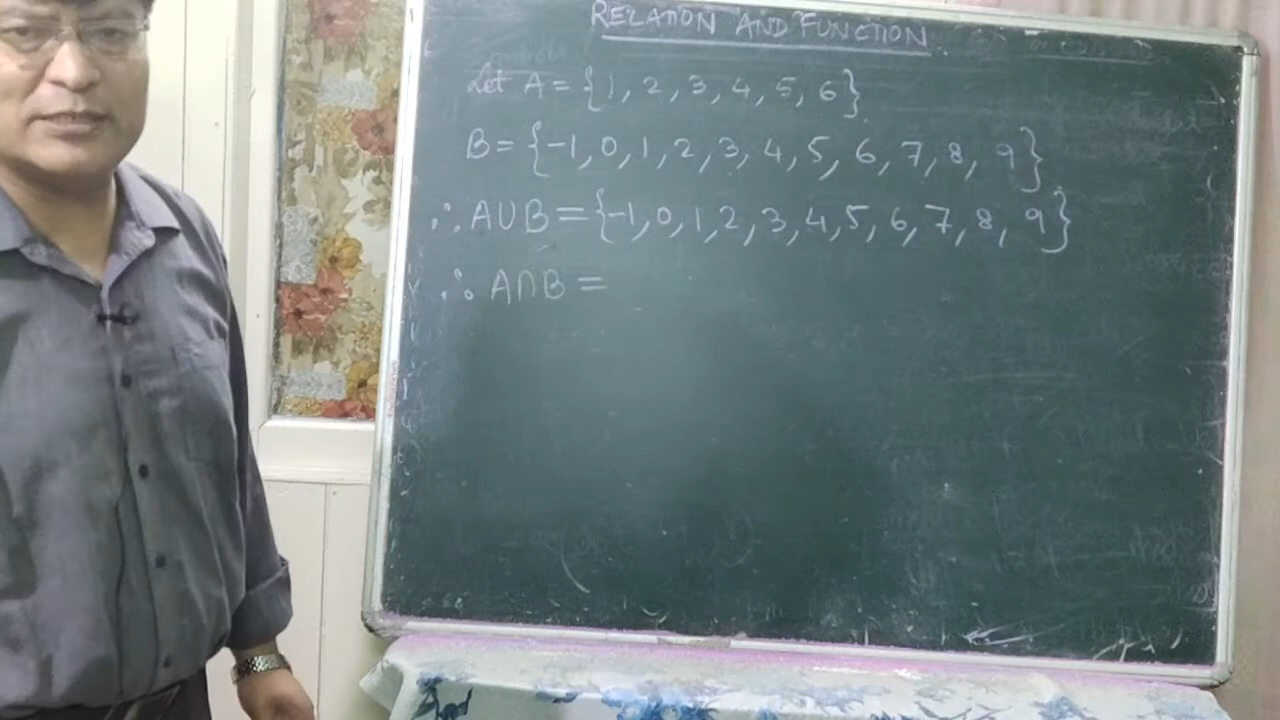 RELATION AND FUNCTION.
Let A = {1, 2, 3, 4, 5, 6}
B = {-1, 0, 1, 2, 3, 4, 5, 6, 7, 8, 9}
∴ A∪B = {-1, 0, 1, 2, 3, 4, 5, 6, 7, 8, 9}
∴ A∩B =